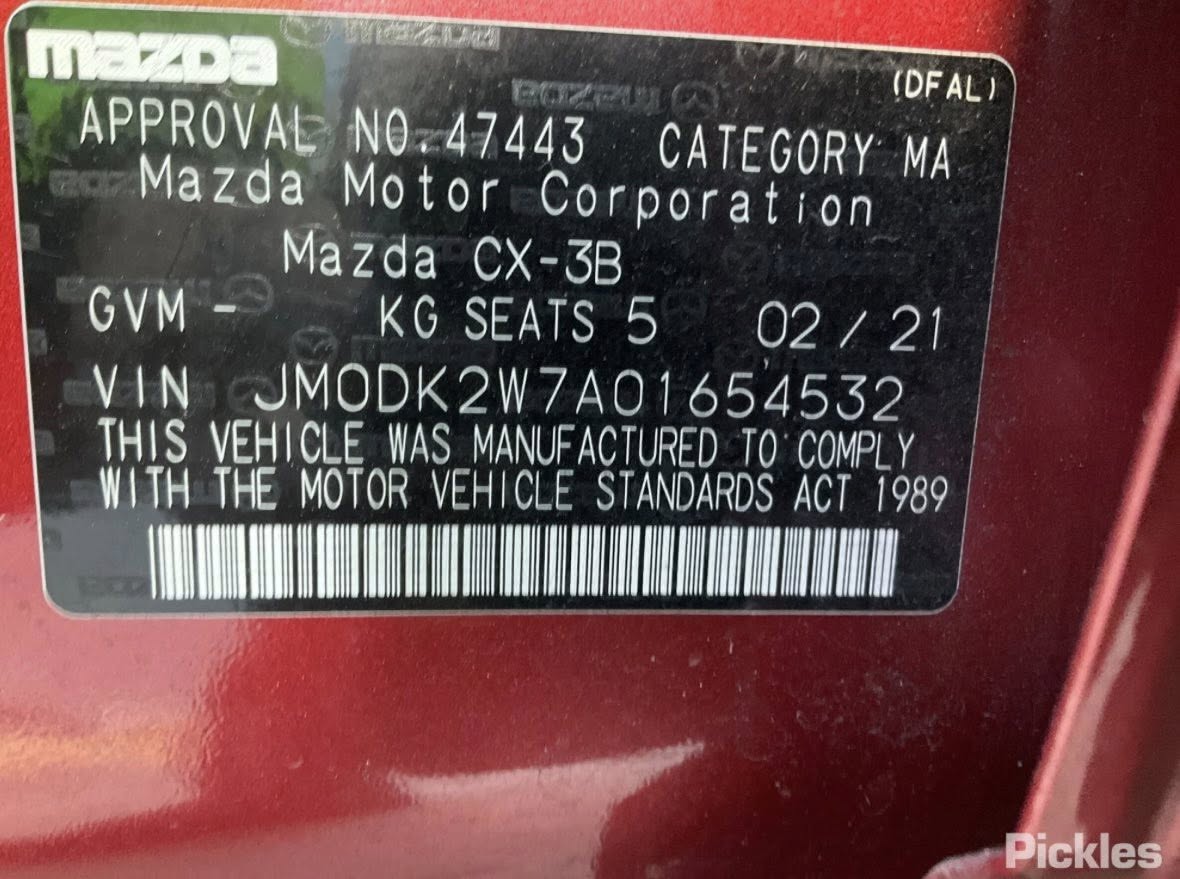 mazda
(DFAL)
APPROVAL NO.47443 CATEGORY MA
Mazda Motor Corporation
Mazda CX-3B
GVM - KG SEATS 5 02/21
VIN JM0DK2W7A01654532
THIS VEHICLE WAS MANUFACTURED TO COMPLY
WITH THE MOTOR VEHICLE STANDARDS ACT 1989
Pickles